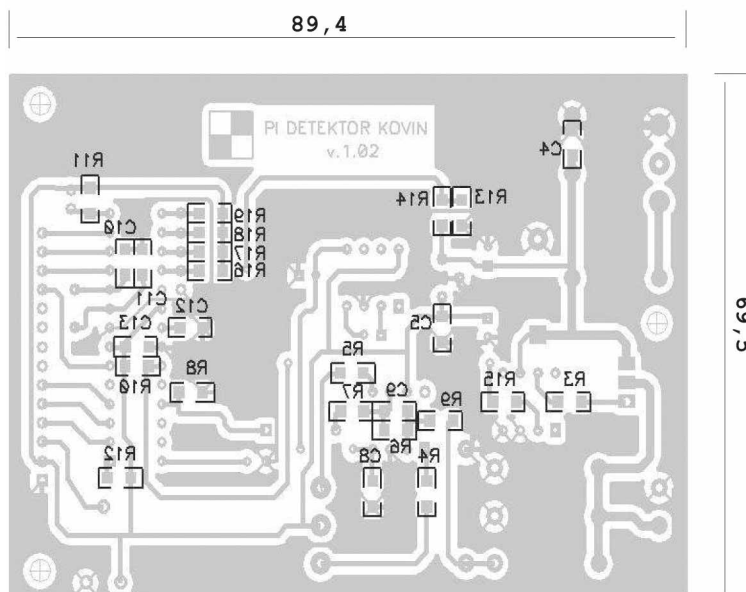 89,4
PI DETEKTOR KOVIN
v.1.02
C4
R11
R14 R13
R19
C10 R18
R17
R16
C11
C12
C13
C5
R10
R8
R5
R7
C9
R9
R15
R3
R6
R12
C8
R4
69,5